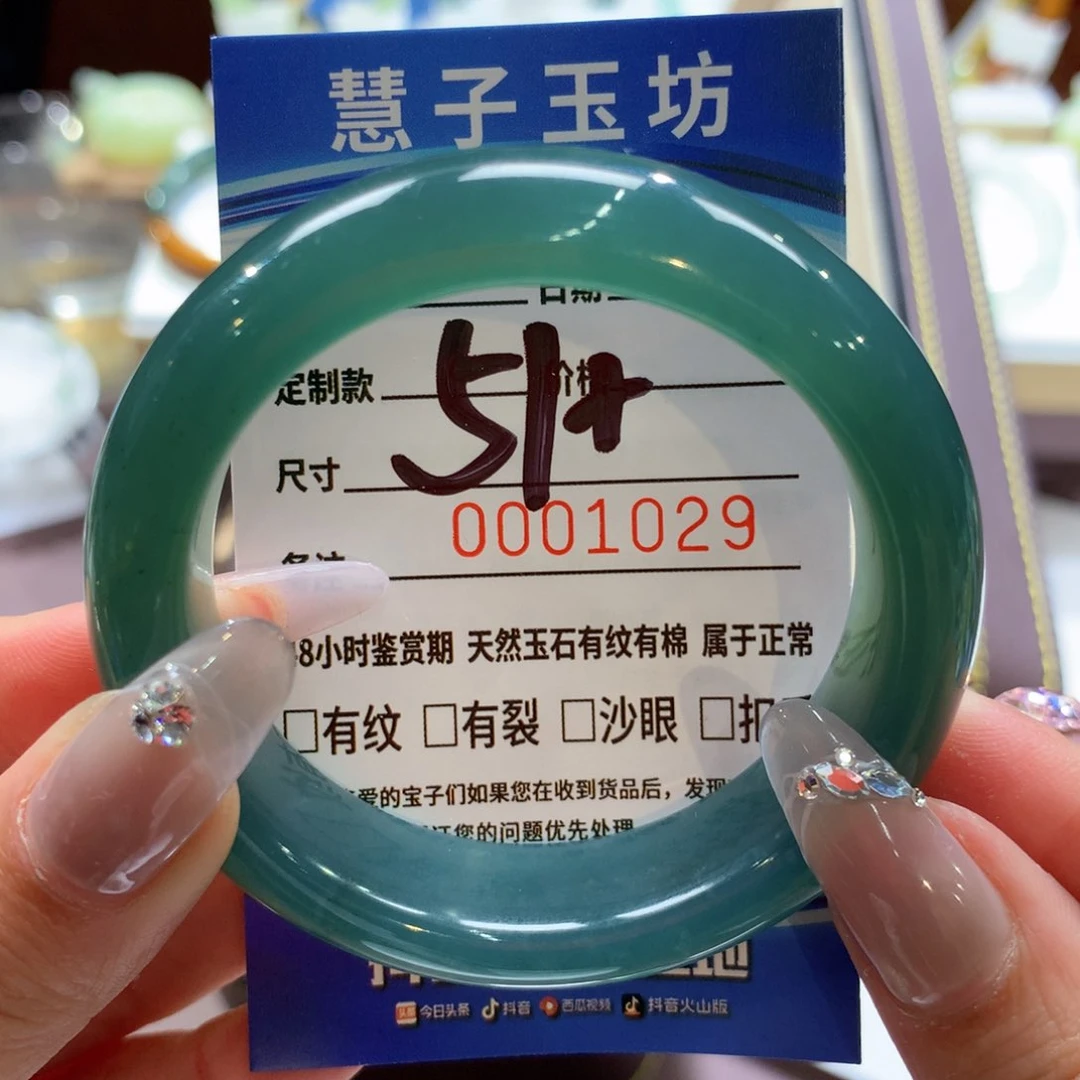 慧子玉坊
日期
定制款 51+ 价格
尺寸
0001029
备注
48小时鉴赏期 天然玉石有纹有棉 属于正常
□有纹 □有裂 □沙眼 □扣
爱的宝子们如果您在收到货品后，发现
您的问题优先处理
今日头条 抖音 西瓜视频 抖音火山版